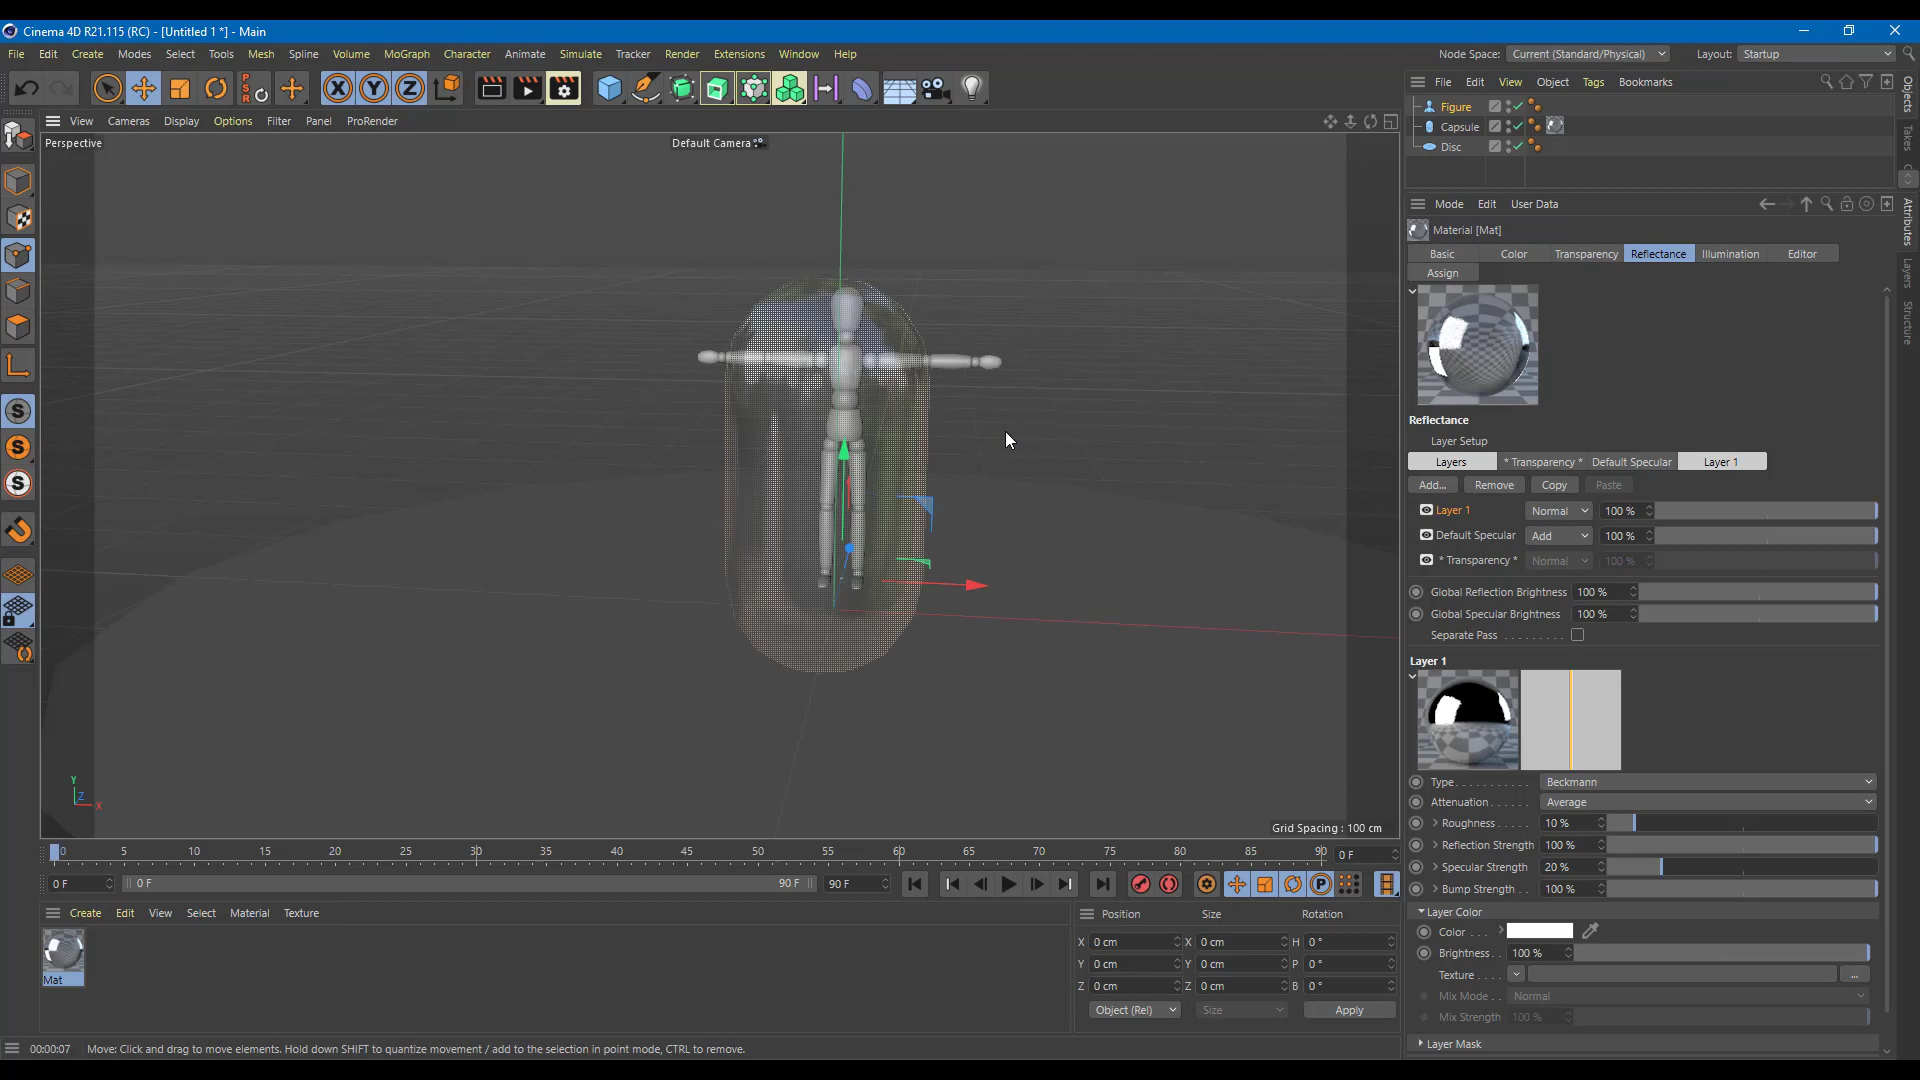 Cinema 4D R21.115 (RC) - [Untitled 1 *] - Main
File Edit Create Modes Select Tools Mesh Spline Volume MoGraph Character Animate Simulate Tracker Render Extensions Window Help
Node Space: Current (Standard/Physical) Layout: Startup
X Y Z
View Cameras Display Options Filter Panel ProRender
File Edit View Object Tags Bookmarks
Perspective
Default Camera
Figure
Capsule
Disc
Objects
Takes
Attributes
Layers
Structure
Mode Edit User Data
Material [Mat]
Basic Color Transparency Reflectance Illumination Editor
Assign
Reflectance
Layer Setup
Layers * Transparency * Default Specular Layer 1
Add... Remove Copy Paste
Layer 1 Normal 100 %
Default Specular Add 100 %
* Transparency * Normal 100 %
Global Reflection Brightness 100 %
Global Specular Brightness 100 %
Separate Pass . . . . . . . . .
Layer 1
Type. . . . . . . . . . . Beckmann
Attenuation. . . . . . Average
Roughness. . . . . 10 %
Reflection Strength 100 %
Specular Strength 20 %
Bump Strength . . 100 %
Layer Color
Color . . . .
Brightness. . 100 %
Texture . . . . ...
Mix Mode . . Normal
Mix Strength 100 %
Layer Mask
Y
Z
X
Grid Spacing : 100 cm
0 5 10 15 20 25 30 35 40 45 50 55 60 65 70 75 80 85 90 0 F
0 F 0 F 90 F 90 F
Create Edit View Select Material Texture
Mat
Position Size Rotation
X 0 cm X 0 cm H 0 °
Y 0 cm Y 0 cm P 0 °
Z 0 cm Z 0 cm B 0 °
Object (Rel) Size Apply
00:00:07 Move: Click and drag to move elements. Hold down SHIFT to quantize movement / add to the selection in point mode, CTRL to remove.